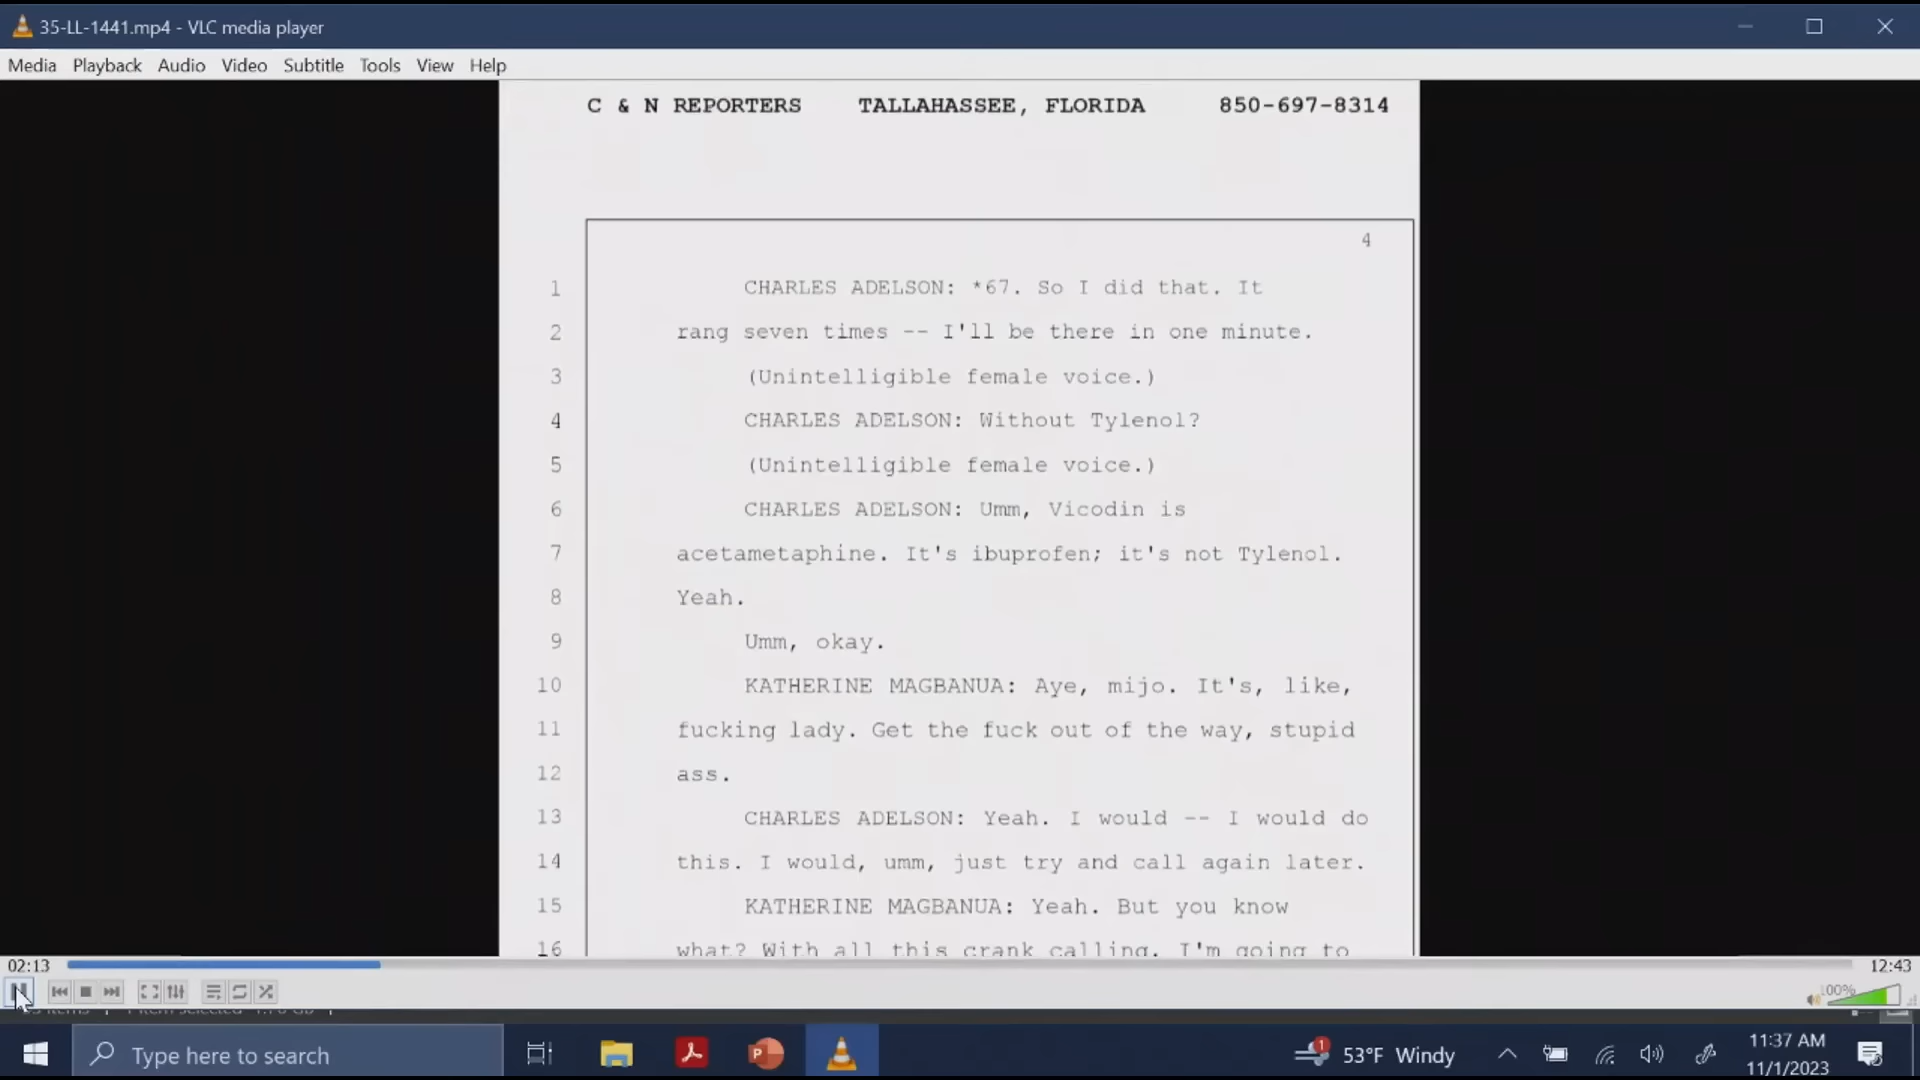 35-LL-1441.mp4 - VLC media player
Media Playback Audio Video Subtitle Tools View Help
C & N REPORTERS TALLAHASSEE, FLORIDA 850-697-8314
4
1 CHARLES ADELSON: *67. So I did that. It
2 rang seven times -- I'll be there in one minute.
3 (Unintelligible female voice.)
4 CHARLES ADELSON: Without Tylenol?
5 (Unintelligible female voice.)
6 CHARLES ADELSON: Umm, Vicodin is
7 acetametaphine. It's ibuprofen; it's not Tylenol.
8 Yeah.
9 Umm, okay.
10 KATHERINE MAGBANUA: Aye, mijo. It's, like,
11 fucking lady. Get the fuck out of the way, stupid
12 ass.
13 CHARLES ADELSON: Yeah. I would -- I would do
14 this. I would, umm, just try and call again later.
15 KATHERINE MAGBANUA: Yeah. But you know
16 what? With all this crank calling, I'm going to
02:13 12:43
100%
items 1 item selected
Type here to search
P
1
53°F Windy
11:37 AM
11/1/2023